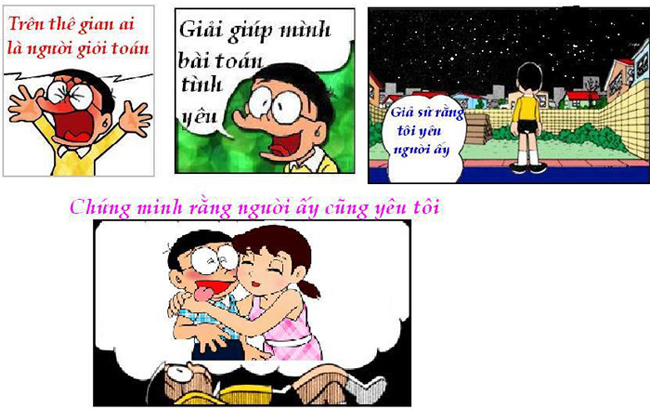 Trên thê gian ai
là người giỏi toán
Giải giúp mình
bài toán
tình
yêu
Giả sử rằng
tôi yêu
người ấy
Chứng minh rằng người ấy cũng yêu tôi